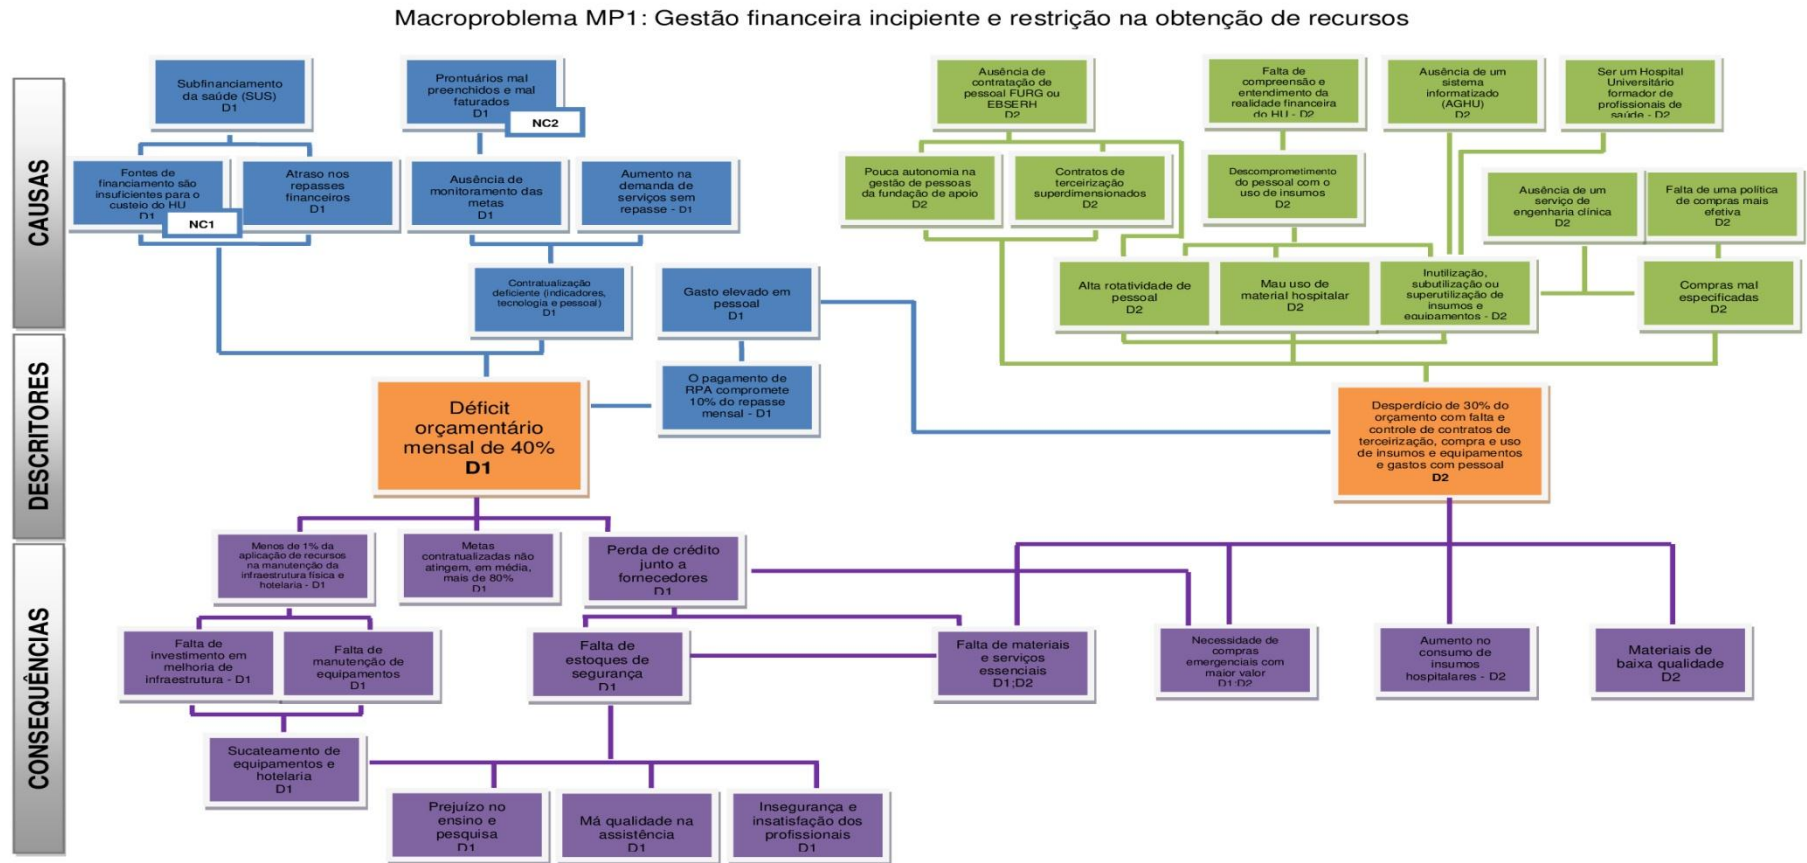 Macroproblema MP1: Gestão financeira incipiente e restrição na obtenção de recursos
CAUSAS
Subfinanciamento
da saúde (SUS)
D1
Prontuários mal
preenchidos e mal
faturados
D1
NC2
Ausência de
contratação de
pessoal FURG ou
EBSERH
D2
Falta de
compreensão e
entendimento da
realidade financeira
do HU - D2
Ausência de um
sistema
informatizado
(AGHU)
D2
Ser um Hospital
Universitário
formador de
profissionais de
saúde - D2
Fontes de
financiamento são
insuficientes para o
custeio do HU
D1
NC1
Atraso nos
repasses
financeiros
D1
Ausência de
monitoramento das
metas
D1
Aumento na
demanda de
serviços sem
repasse - D1
Pouca autonomia na
gestão de pessoas
da fundação de apoio
D2
Contratos de
terceirização
superdimensionados
D2
Descomprometimento
do pessoal com o
uso de insumos
D2
Ausência de um
serviço de
engenharia clínica
D2
Falta de uma política
de compras mais
efetiva
D2
Contratualização
deficiente (indicadores,
tecnologia e pessoal)
D1
Gasto elevado em
pessoal
D1
Alta rotatividade de
pessoal
D2
Mau uso de
material hospitalar
D2
Inutilização,
subutilização ou
superutilização de
insumos e
equipamentos - D2
Compras mal
especificadas
D2
DESCRITORES
O pagamento de
RPA compromete
10% do repasse
mensal - D1
Déficit
orçamentário
mensal de 40%
D1
Desperdício de 30% do
orçamento com falta e
controle de contratos de
terceirização, compra e uso
de insumos e equipamentos
e gastos com pessoal
D2
CONSEQUÊNCIAS
Menos de 1% da
aplicação de recursos
na manutenção da
infraestrutura física e
hotelaria - D1
Metas
contratualizadas não
atingem, em média,
mais de 80%
D1
Perda de crédito
junto a
fornecedores
D1
Falta de
investimento em
melhoria de
infraestrutura - D1
Falta de
manutenção de
equipamentos
D1
Falta de
estoques de
segurança
D1
Falta de materiais
e serviços
essenciais
D1;D2
Necessidade de
compras
emergenciais com
maior valor
D1;D2
Aumento no
consumo de
insumos
hospitalares - D2
Materiais de
baixa qualidade
D2
Sucateamento de
equipamentos e
hotelaria
D1
Prejuízo no
ensino e
pesquisa
D1
Má qualidade na
assistência
D1
Insegurança e
insatisfação dos
profissionais
D1